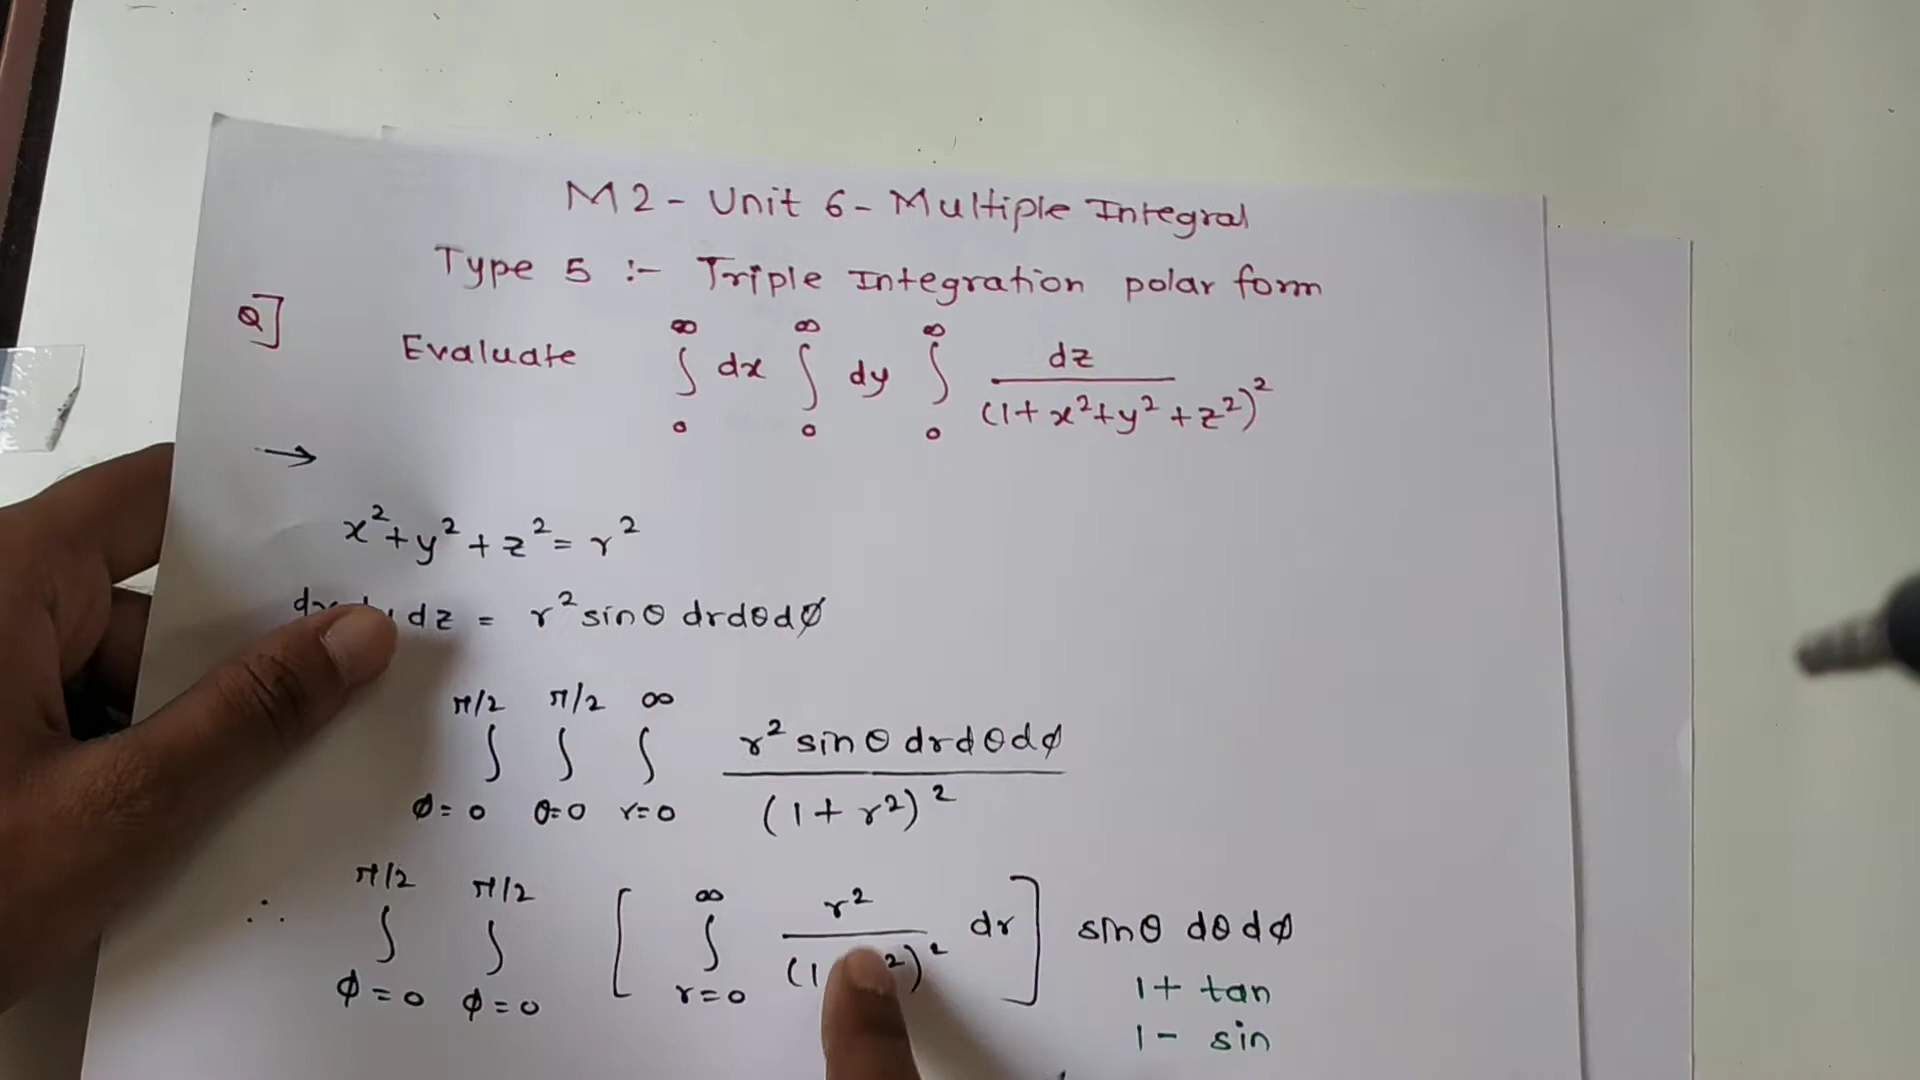 M2 - Unit 6 - Multiple Integral
Type 5 :- Triple Integration polar form
Q] Evaluate ∫₀^∞ dx ∫₀^∞ dy ∫₀^∞ dz / (1 + x² + y² + z²)²
→
x² + y² + z² = r²
dz = r² sinθ drdθdϕ
∫_{ϕ=0}^{π/2} ∫_{θ=0}^{π/2} ∫_{r=0}^{∞} r² sinθ drdθdϕ / (1 + r²)²
∴ ∫_{ϕ=0}^{π/2} ∫_{ϕ=0}^{π/2} [ ∫_{r=0}^{∞} r² / (1 ²)² dr ] sinθ dθdϕ
1 + tan
1 - sin